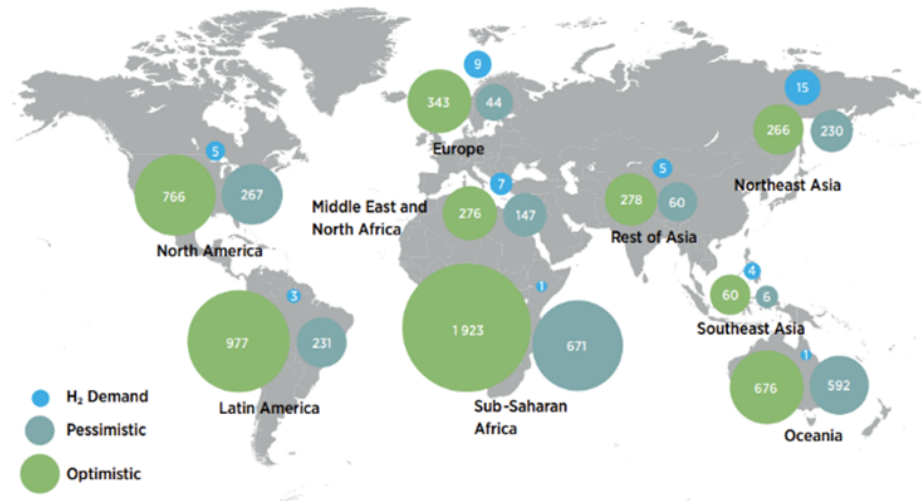 9
343
44
Europe
15
266
230
Northeast Asia
5
766
267
North America
7
276
147
Middle East and
North Africa
5
278
60
Rest of Asia
4
60
6
Southeast Asia
3
977
231
Latin America
1
1 923
671
Sub-Saharan
Africa
1
676
592
Oceania
H₂ Demand
Pessimistic
Optimistic